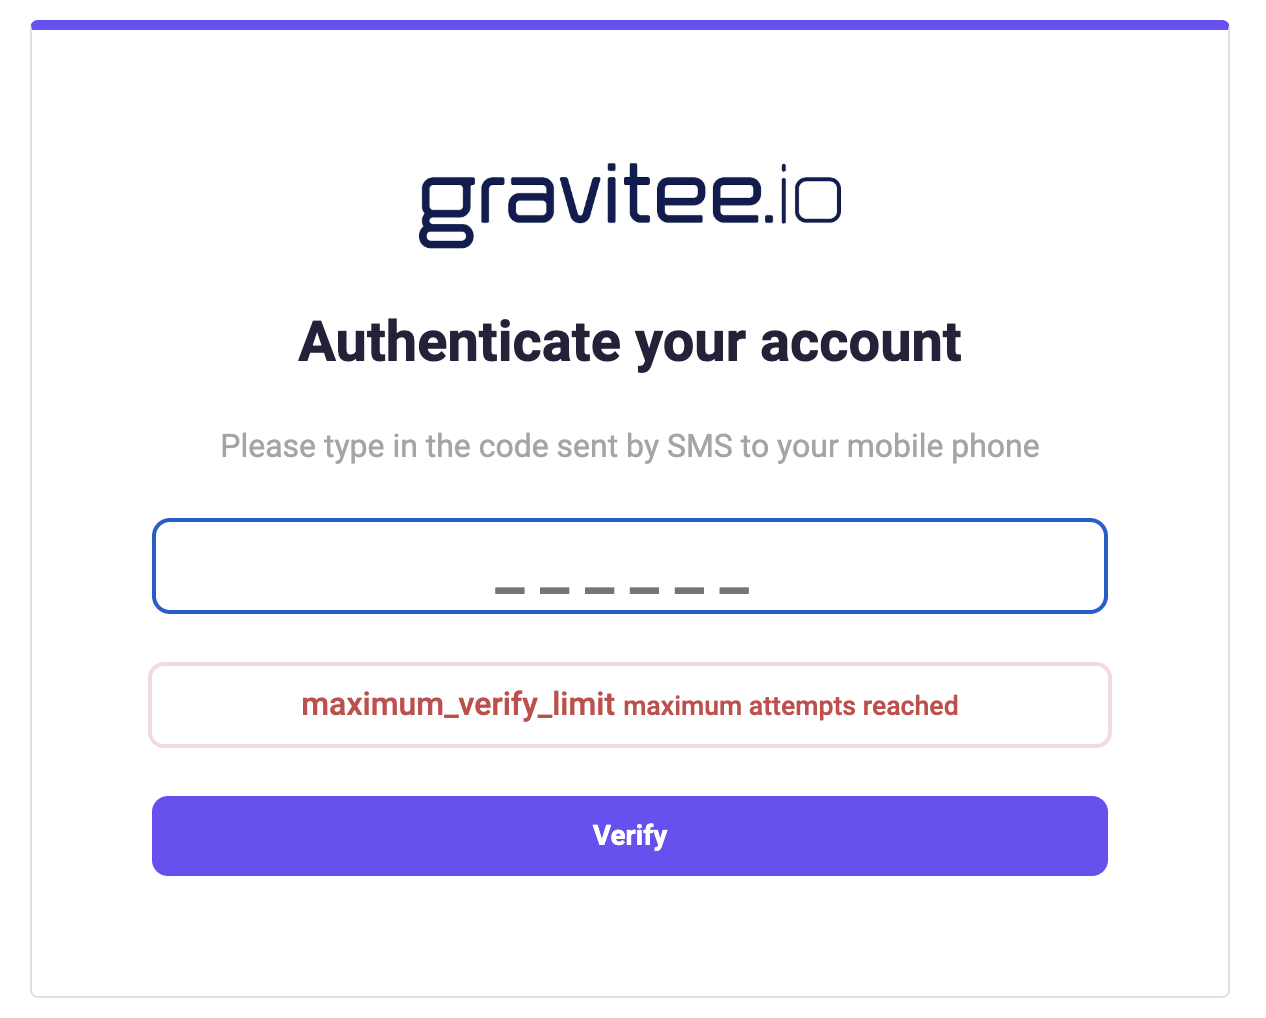 gravitee.io
Authenticate your account
Please type in the code sent by SMS to your mobile phone
_ _ _ _ _ _
maximum_verify_limit maximum attempts reached
Verify